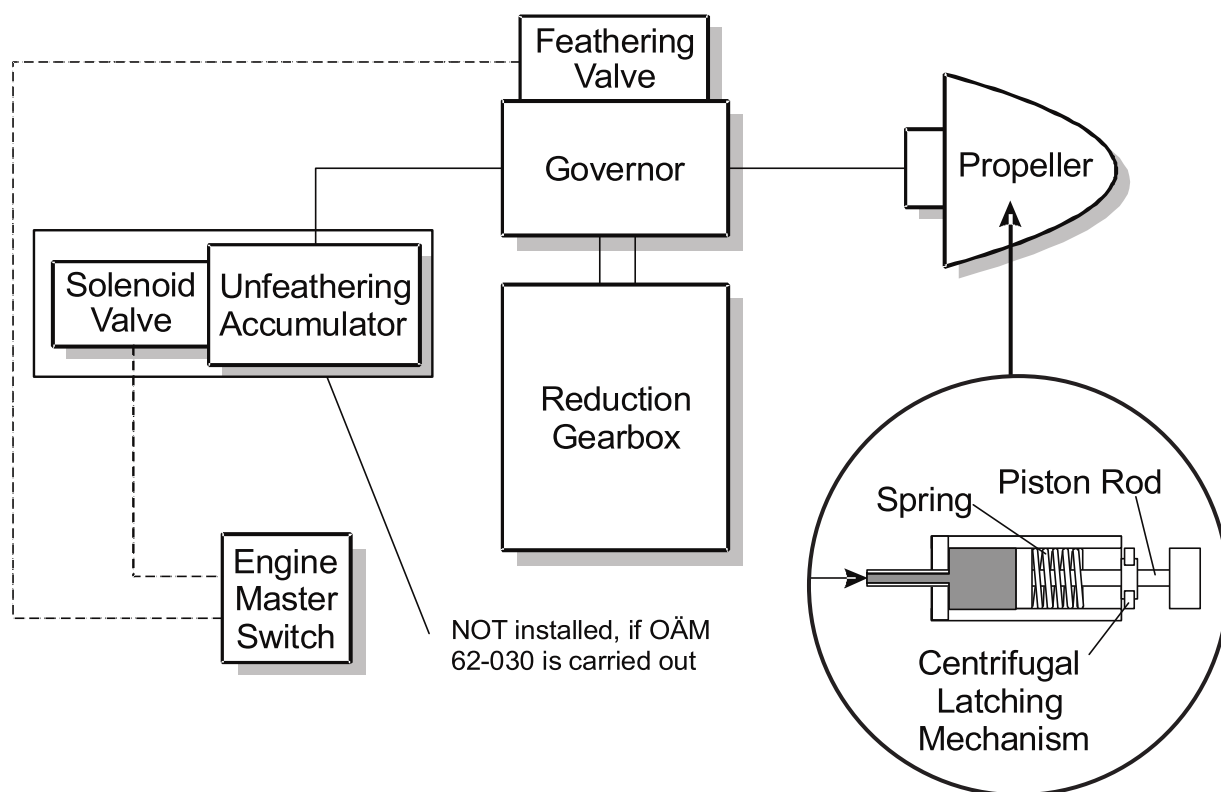 Feathering
Valve
Governor
Propeller
Solenoid
Valve
Unfeathering
Accumulator
Reduction
Gearbox
Engine
Master
Switch
NOT installed, if OÄM
62-030 is carried out
Spring
Piston Rod
Centrifugal
Latching
Mechanism